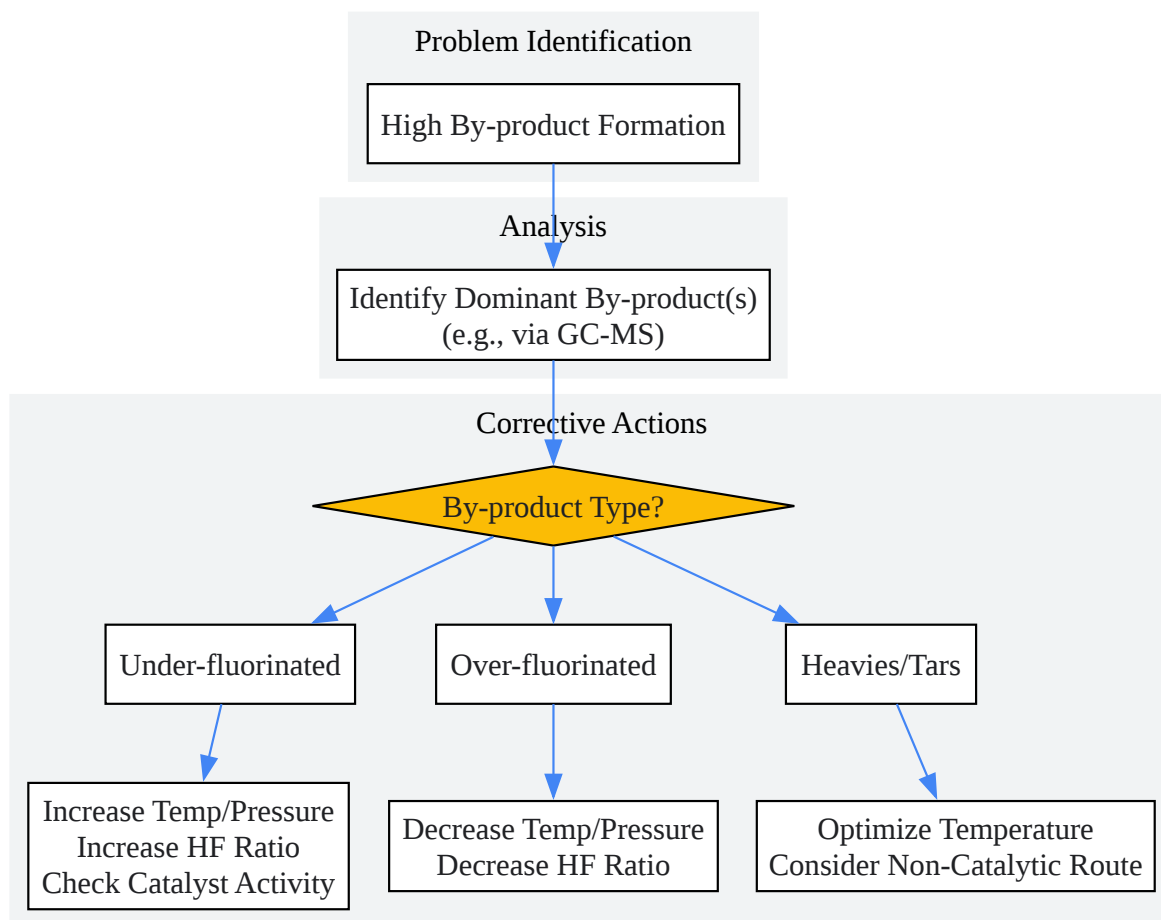 Problem Identification
High By-product Formation
Analysis
Identify Dominant By-product(s)
(e.g., via GC-MS)
Corrective Actions
By-product Type?
Under-fluorinated
Over-fluorinated
Heavies/Tars
Increase Temp/Pressure
Increase HF Ratio
Check Catalyst Activity
Decrease Temp/Pressure
Decrease HF Ratio
Optimize Temperature
Consider Non-Catalytic Route